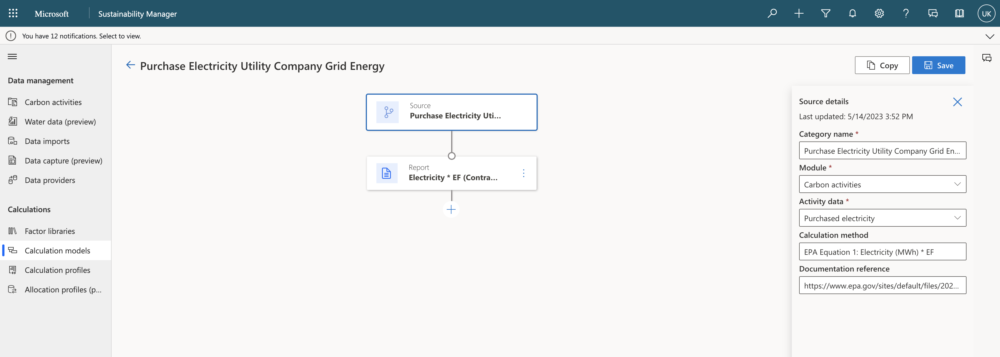 Microsoft
Sustainability Manager
UK
You have 12 notifications. Select to view.
Data management
Carbon activities
Water data (preview)
Data imports
Data capture (preview)
Data providers
Calculations
Factor libraries
Calculation models
Calculation profiles
Allocation profiles (p...
Purchase Electricity Utility Company Grid Energy
Copy
Save
Source
Purchase Electricity Uti...
Report
Electricity * EF (Contra...
Source details
Last updated: 5/14/2023 3:52 PM
Category name *
Purchase Electricity Utility Company Grid En...
Module *
Carbon activities
Activity data *
Purchased electricity
Calculation method
EPA Equation 1: Electricity (MWh) * EF
Documentation reference
https://www.epa.gov/sites/default/files/202...